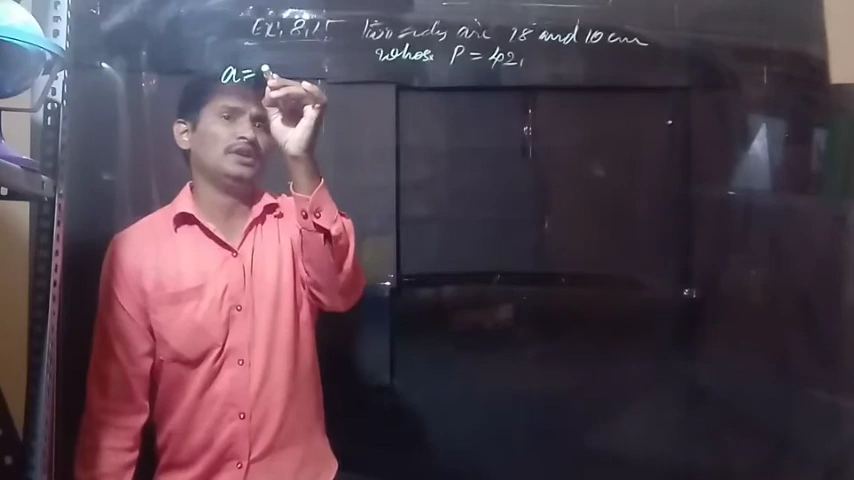 Ex: 8.1.5 Two sides are 18 and 10 cm
whose P = 42,
a =